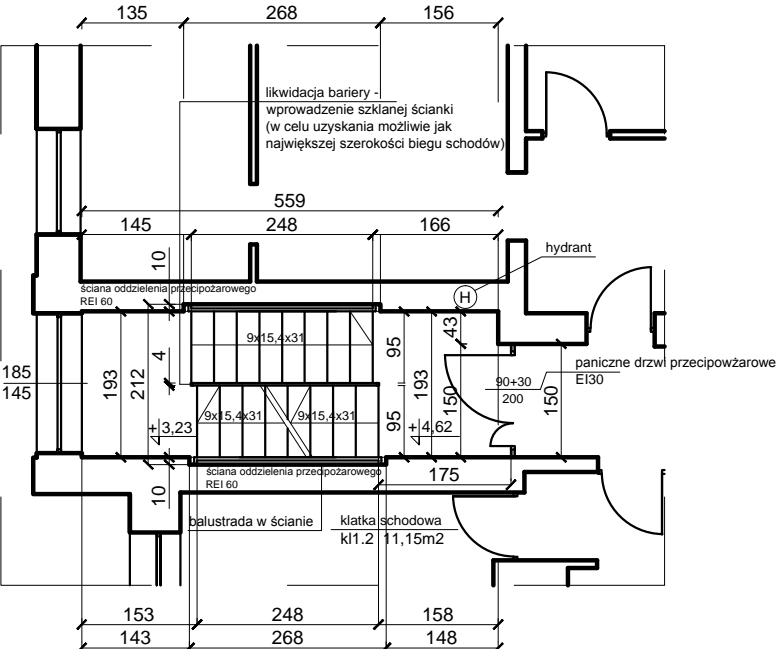 135 268 156
likwidacja bariery -
wprowadzenie szklanej ścianki
(w celu uzyskania możliwie jak
największej szerokości biegu schodów)
559
145 248 166
10
hydrant
ściana oddzielenia przecipożarowego
REI 60
H
43
9x15,4x31
95
4
193
212
193
150
150
185
145
paniczne drzwi przecipowżarowe
EI30
90+30
200
9x15,4x31
9x15,4x31
95
+ 3,23
+ 4,62
ściana oddzielenia przecipożarowego
REI 60
175
10
balustrada w ścianie
klatka schodowa
kl1.2 11,15m2
153 248 158
143 268 148